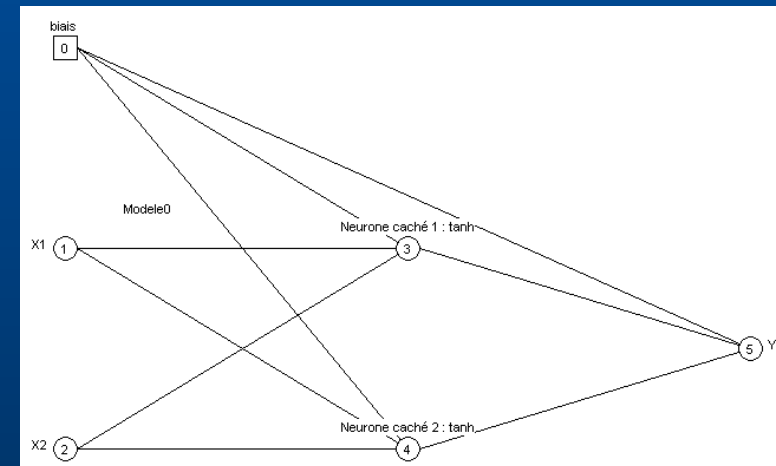 biais
0
Modele0
Neurone caché 1 : tanh
X1 1
3
5 Y
Neurone caché 2 : tanh
X2 2
4